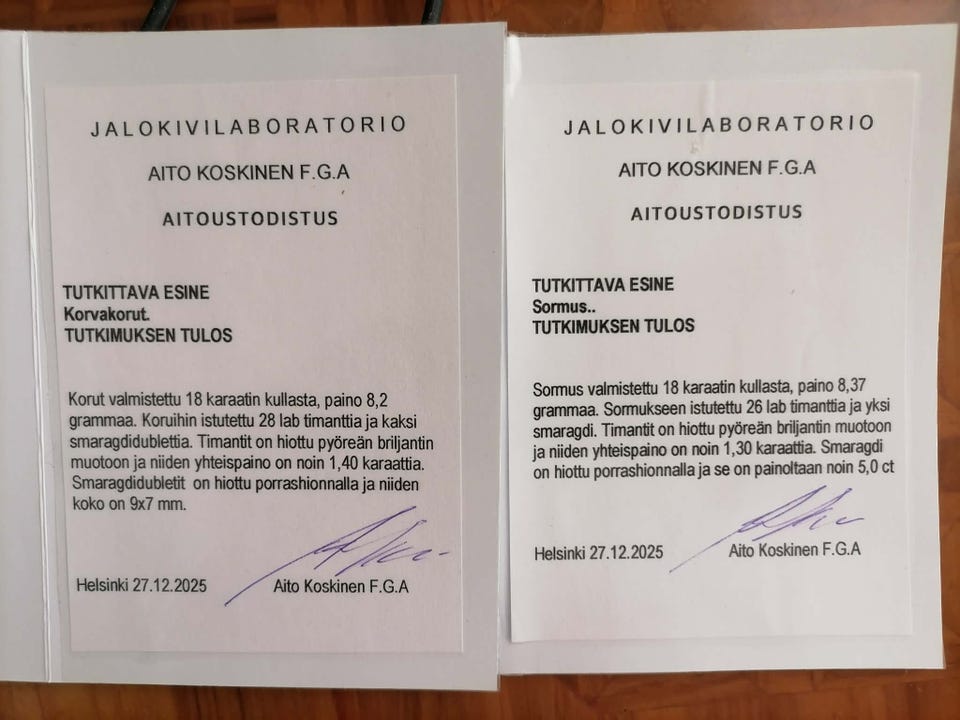 JALOKIVILABORATORIO
AITO KOSKINEN F.G.A
AITOUSTODISTUS
TUTKITTAVA ESINE
Korvakorut.
TUTKIMUKSEN TULOS
Korut valmistettu 18 karaatin kullasta, paino 8,2
grammaa. Koruihin istutettu 28 lab timanttia ja kaksi
smaragdidublettia. Timantit on hiottu pyöreän briljantin
muotoon ja niiden yhteispaino on noin 1,40 karaattia.
Smaragdidubletit on hiottu porrashionnalla ja niiden
koko on 9x7 mm.
Helsinki 27.12.2025
Aito Koskinen F.G.A
JALOKIVILABORATORIO
AITO KOSKINEN F.G.A
AITOUSTODISTUS
TUTKITTAVA ESINE
Sormus..
TUTKIMUKSEN TULOS
Sormus valmistettu 18 karaatin kullasta, paino 8,37
grammaa. Sormukseen istutettu 26 lab timanttia ja yksi
smaragdi. Timantit on hiottu pyöreän briljantin muotoon
ja niiden yhteispaino on noin 1,30 karaattia. Smaragdi
on hiottu porrashionnalla ja se on painoltaan noin 5,0 ct
Helsinki 27.12.2025
Aito Koskinen F.G.A